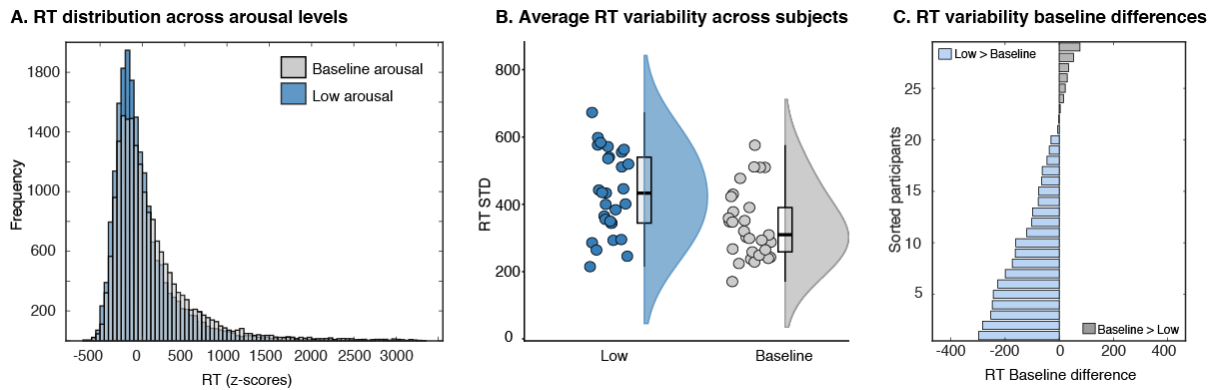 A. RT distribution across arousal levels
1800
1400
1000
600
200
Frequency
-500 0 500 1000 1500 2000 2500 3000
RT (z-scores)
Baseline arousal
Low arousal
B. Average RT variability across subjects
800
600
400
200
0
RT STD
Low Baseline
C. RT variability baseline differences
Low > Baseline
25
20
15
10
5
Sorted participants
Baseline > Low
-400 -200 0 200 400
RT Baseline difference